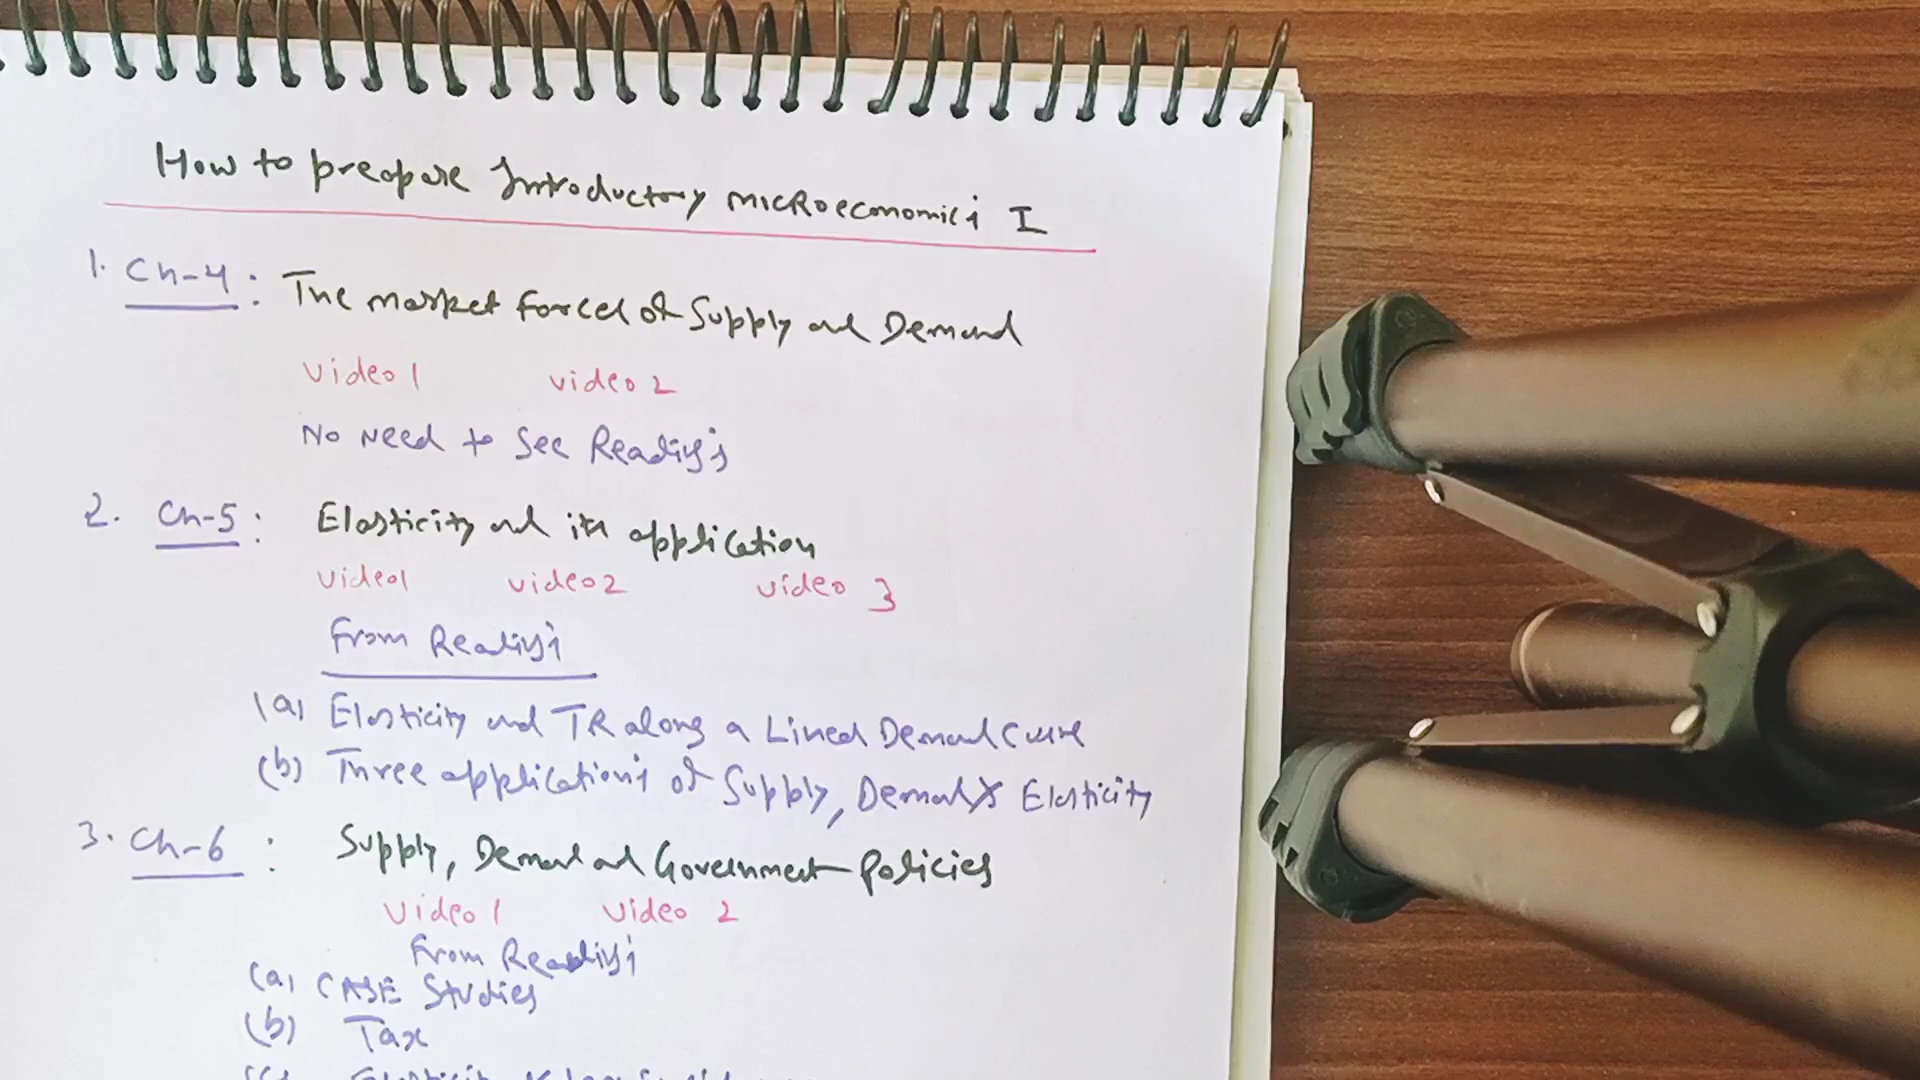 How to prepare Introductory microeconomics I
1. Ch-4: The market forces of Supply and Demand
video 1 video 2
No Need to See Readings
2. Ch-5: Elasticity and its application
video1 video2 video 3
From Readings
(a) Elasticity and TR along a Linear Demand Curve
(b) Three applications of Supply, Demand & Elasticity
3. Ch-6: Supply, Demand and Government Policies
video 1 video 2
From Readings
(a) CASE Studies
(b) Tax